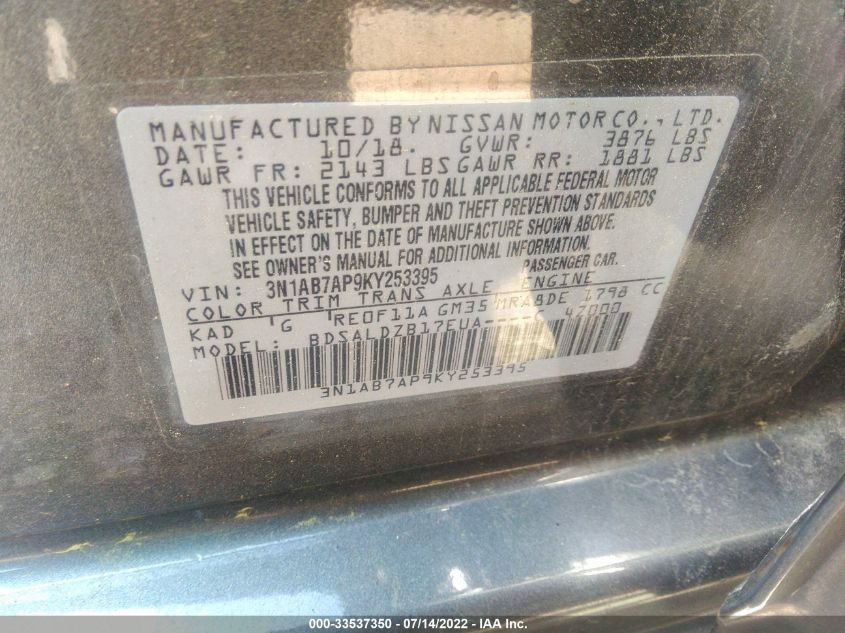 MANUFACTURED BY NISSAN MOTOR CO., LTD.
DATE: 10/18. GVWR: 3876 LBS
GAWR FR: 2143 LBS GAWR RR: 1881 LBS
THIS VEHICLE CONFORMS TO ALL APPLICABLE FEDERAL MOTOR
VEHICLE SAFETY, BUMPER AND THEFT PREVENTION STANDARDS
IN EFFECT ON THE DATE OF MANUFACTURE SHOWN ABOVE.
SEE OWNER'S MANUAL FOR ADDITIONAL INFORMATION.
VIN: 3N1AB7AP9KY253395 PASSENGER CAR.
COLOR TRIM TRANS AXLE ENGINE
KAD G RE0F11A GM35 MRA8DE 1798 CC
MODEL: BDSALDZB17EUA----C 47000
3N1AB7AP9KY253395
000-33537350 / 07/14/2022 - IAA Inc.